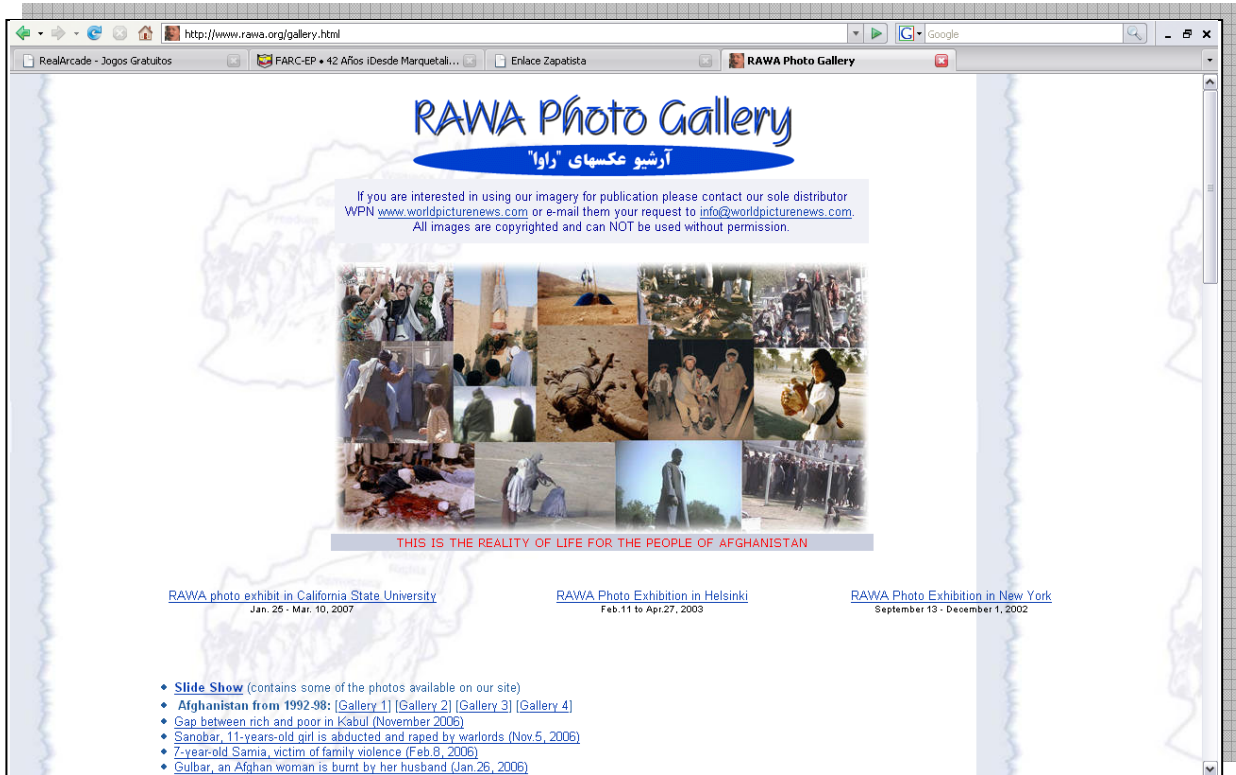 http://www.rawa.org/gallery.html
Google
RealArcade - Jogos Gratuitos
FARC-EP • 42 Años iDesde Marquetali...
Enlace Zapatista
RAWA Photo Gallery
RAWA Photo Gallery
آرشیو عکسهای "راوا"
If you are interested in using our imagery for publication please contact our sole distributor
WPN www.worldpicturenews.com or e-mail them your request to info@worldpicturenews.com.
All images are copyrighted and can NOT be used without permission.
THIS IS THE REALITY OF LIFE FOR THE PEOPLE OF AFGHANISTAN
RAWA photo exhibit in California State University
Jan. 25 - Mar. 10, 2007
RAWA Photo Exhibition in Helsinki
Feb.11 to Apr.27, 2003
RAWA Photo Exhibition in New York
September 13 - December 1, 2002
Slide Show (contains some of the photos available on our site)
Afghanistan from 1992-98: [Gallery 1] [Gallery 2] [Gallery 3] [Gallery 4]
Gap between rich and poor in Kabul (November 2006)
Sanobar, 11-years-old girl is abducted and raped by warlords (Nov.5, 2006)
7-year-old Samia, victim of family violence (Feb.8, 2006)
Gulbar, an Afghan woman is burnt by her husband (Jan.26, 2006)